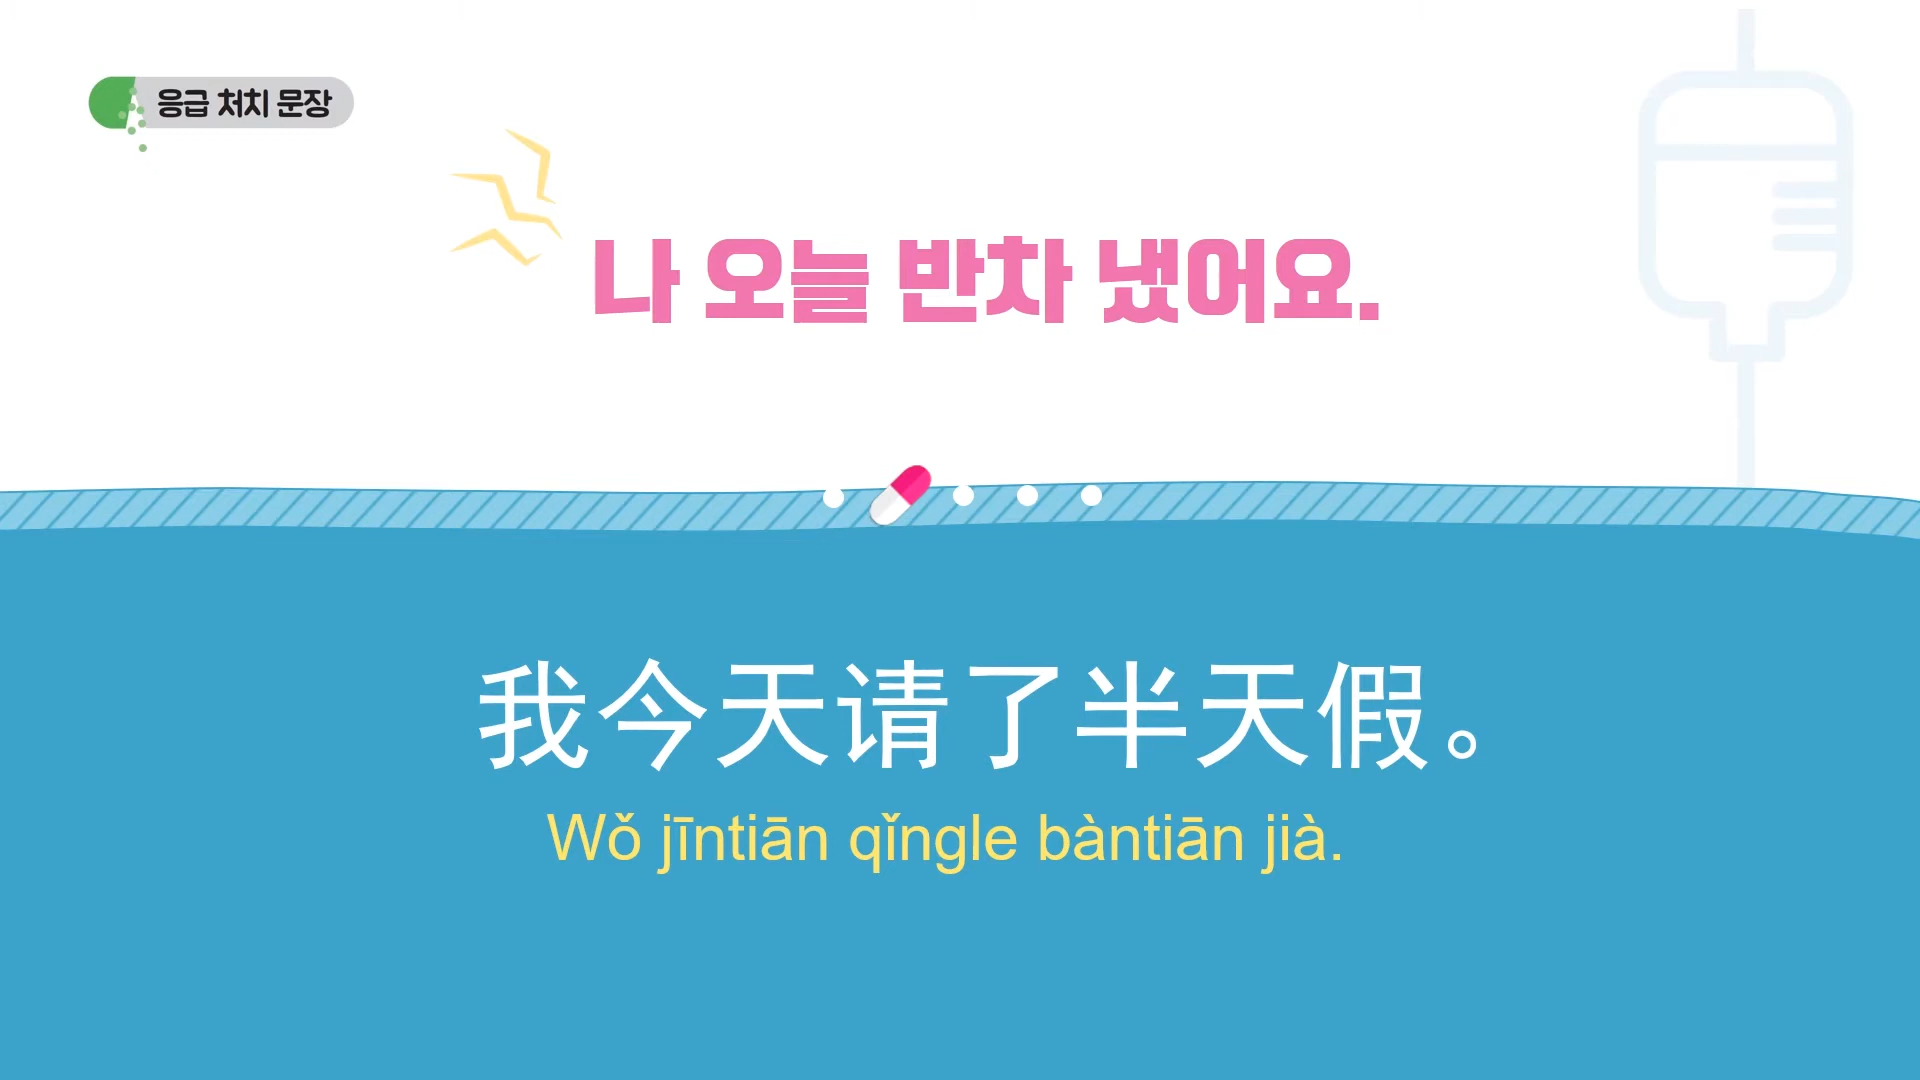 응급 처치 문장
나 오늘 반차 냈어요.
我今天请了半天假。
Wǒ jīntiān qǐngle bàntiān jià.